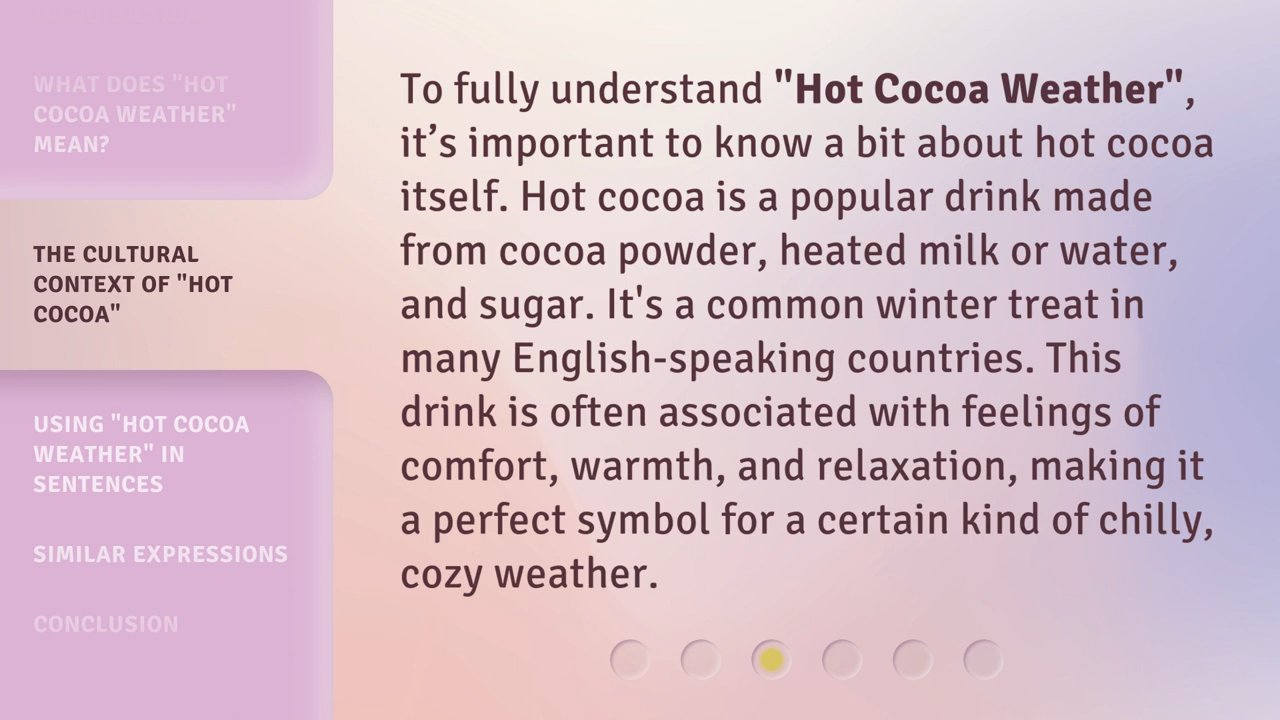 WHAT DOES "HOT
COCOA WEATHER"
MEAN?
THE CULTURAL
CONTEXT OF "HOT
COCOA"
USING "HOT COCOA
WEATHER" IN
SENTENCES
SIMILAR EXPRESSIONS
CONCLUSION
To fully understand "Hot Cocoa Weather",
it’s important to know a bit about hot cocoa
itself. Hot cocoa is a popular drink made
from cocoa powder, heated milk or water,
and sugar. It's a common winter treat in
many English-speaking countries. This
drink is often associated with feelings of
comfort, warmth, and relaxation, making it
a perfect symbol for a certain kind of chilly,
cozy weather.